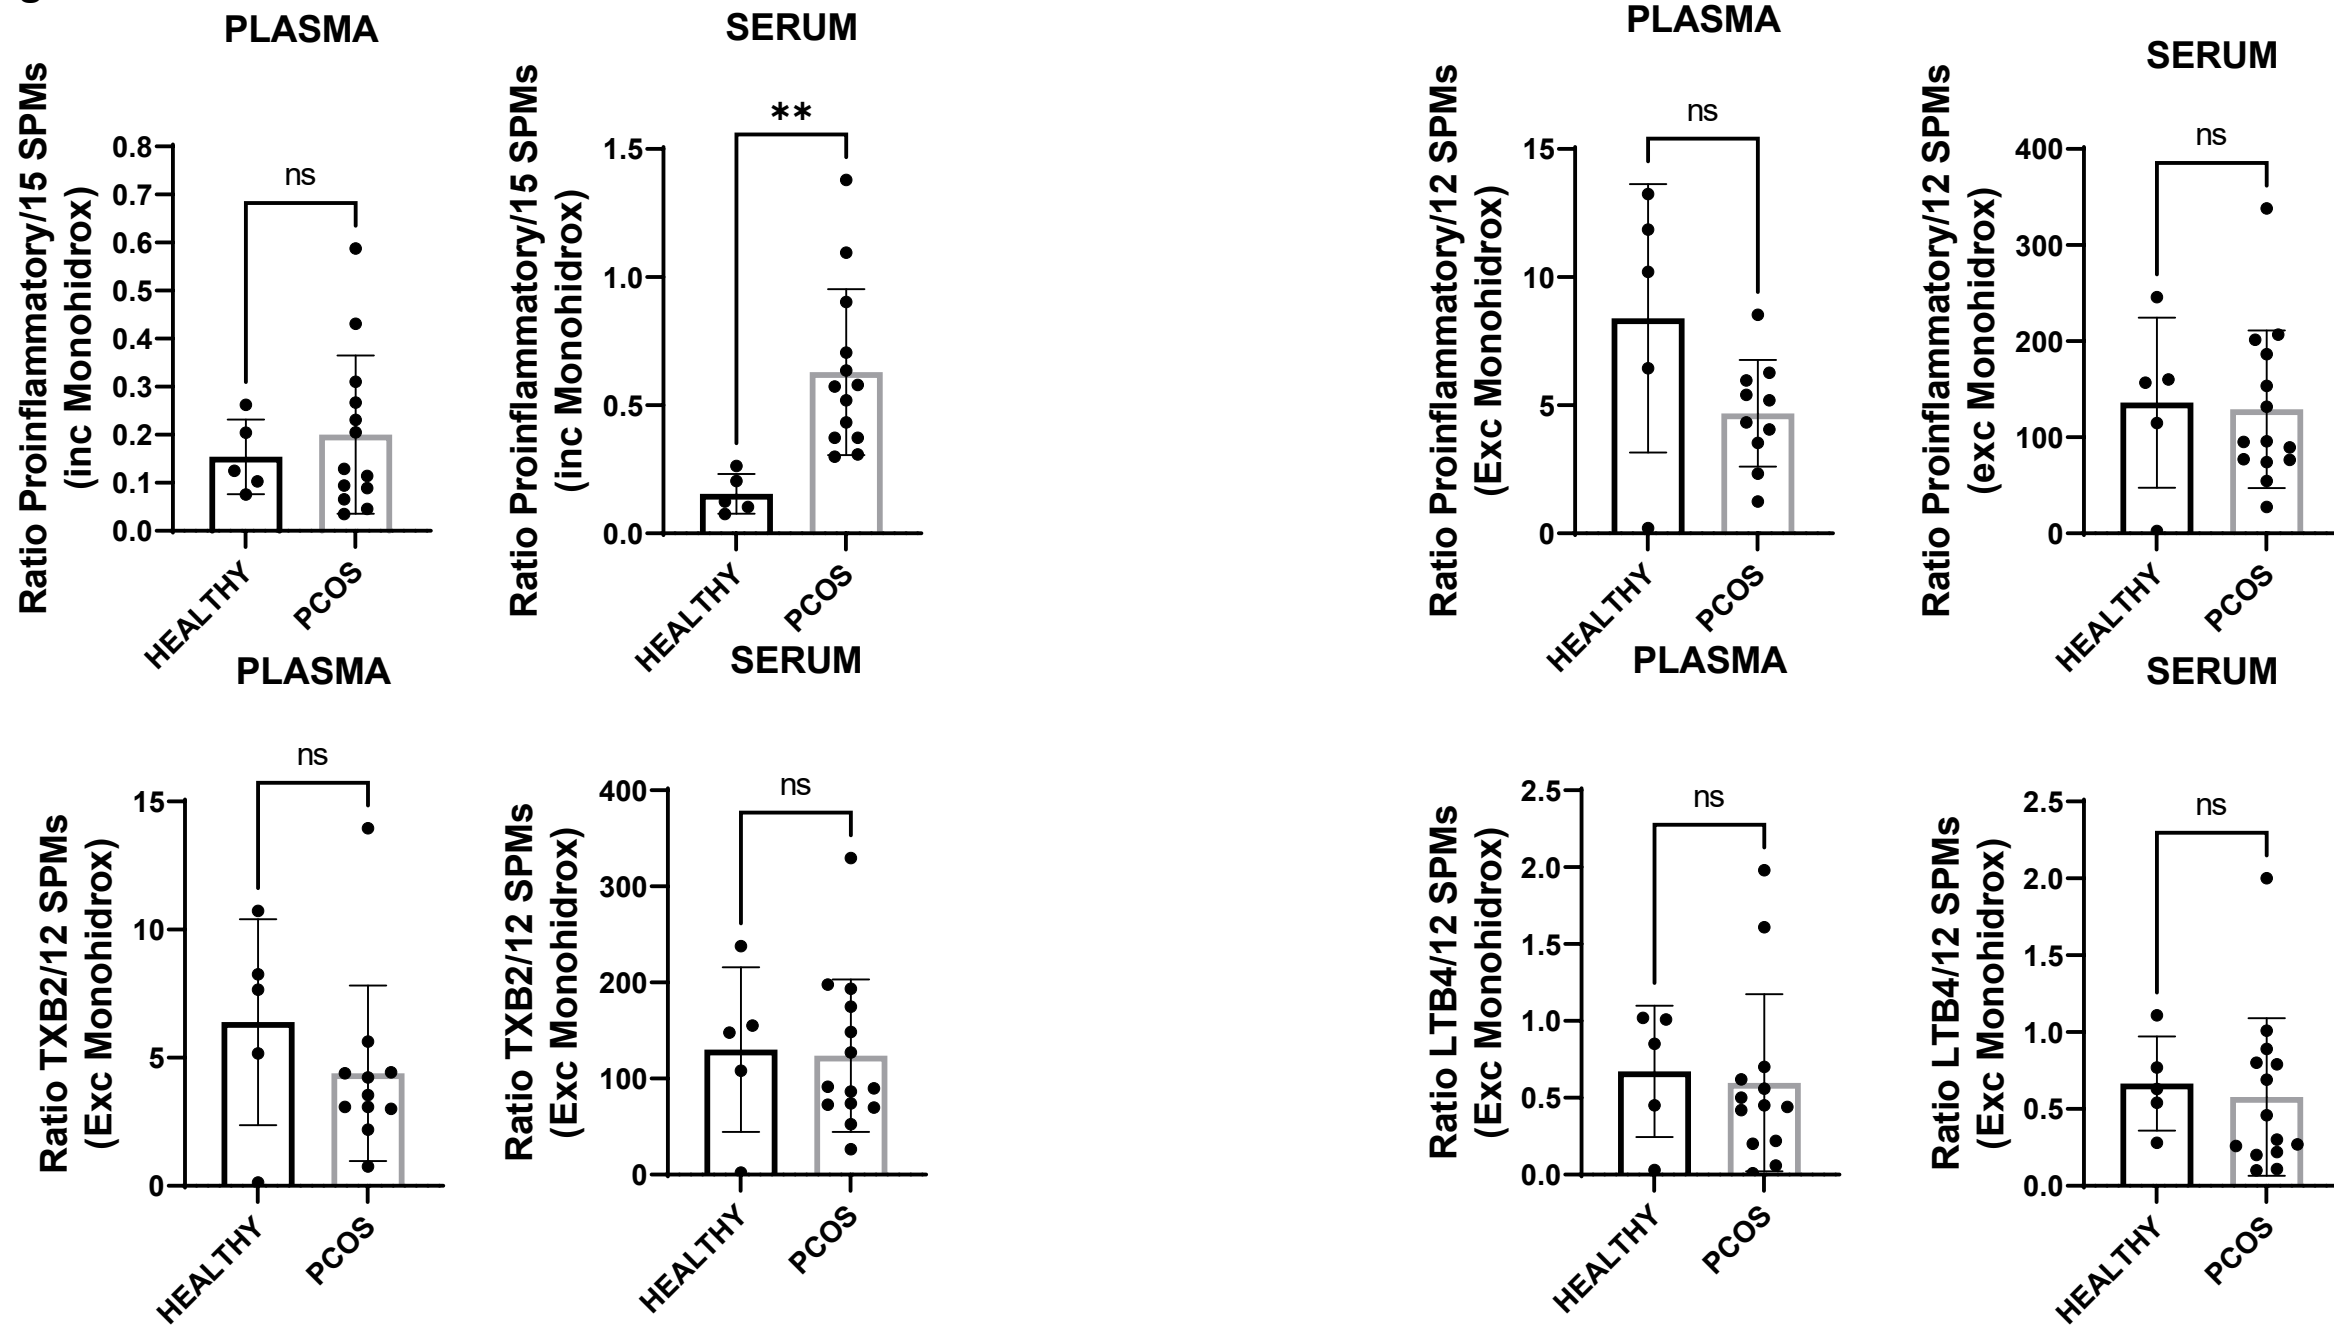 PLASMA
Ratio Proinflammatory/15 SPMs
(inc Monohidrox)
0.8
0.7
0.6
0.5
0.4
0.3
0.2
0.1
0.0
ns
HEALTHY
PCOS
SERUM
Ratio Proinflammatory/15 SPMs
(inc Monohidrox)
1.5
1.0
0.5
0.0
**
HEALTHY
PCOS
PLASMA
Ratio Proinflammatory/12 SPMs
(Exc Monohidrox)
15
10
5
0
ns
HEALTHY
PCOS
SERUM
Ratio Proinflammatory/12 SPMs
(exc Monohidrox)
400
300
200
100
0
ns
HEALTHY
PCOS
PLASMA
Ratio TXB2/12 SPMs
(Exc Monohidrox)
15
10
5
0
ns
HEALTHY
PCOS
SERUM
Ratio TXB2/12 SPMs
(Exc Monohidrox)
400
300
200
100
0
ns
HEALTHY
PCOS
PLASMA
Ratio LTB4/12 SPMs
(Exc Monohidrox)
2.5
2.0
1.5
1.0
0.5
0.0
ns
HEALTHY
PCOS
SERUM
Ratio LTB4/12 SPMs
(Exc Monohidrox)
2.5
2.0
1.5
1.0
0.5
0.0
ns
HEALTHY
PCOS